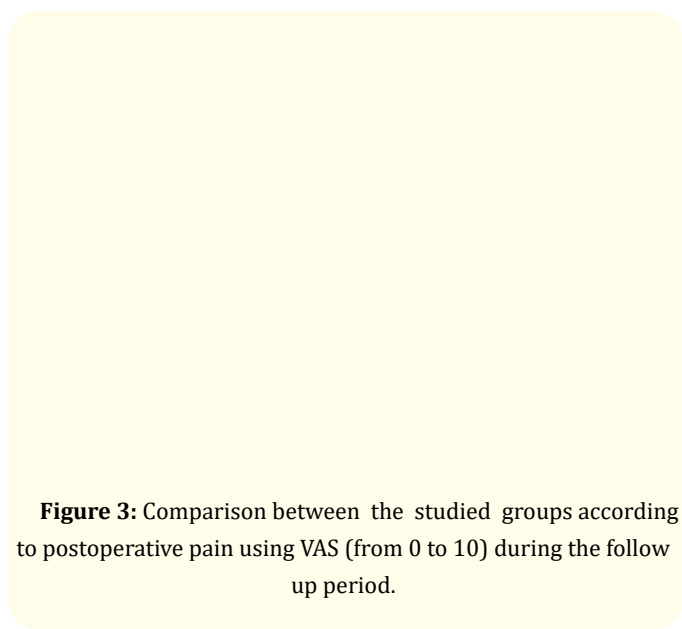 Figure 3: Comparison between the studied groups according
to postoperative pain using VAS (from 0 to 10) during the follow
up period.